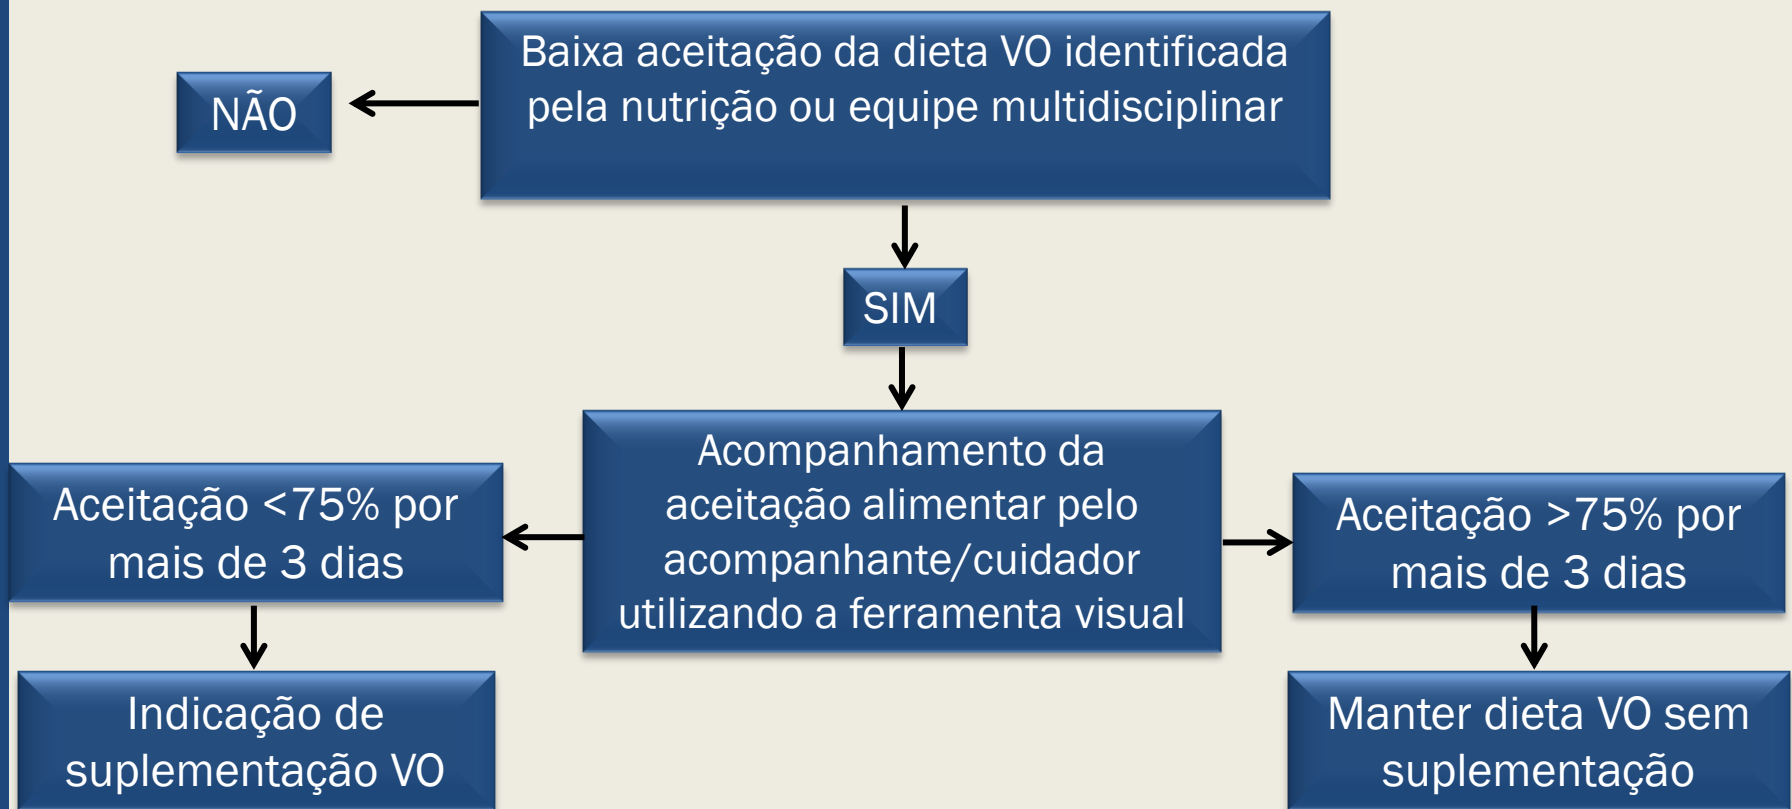 Baixa aceitação da dieta VO identificada
pela nutrição ou equipe multidisciplinar
NÃO
SIM
Acompanhamento da
aceitação alimentar pelo
acompanhante/cuidador
utilizando a ferramenta visual
Aceitação <75% por
mais de 3 dias
Aceitação >75% por
mais de 3 dias
Indicação de
suplementação VO
Manter dieta VO sem
suplementação